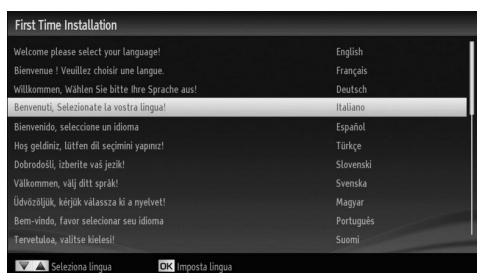 First Time Installation
Welcome please select your language! English
Bienvenue ! Veuillez choisir une langue. Français
Willkommen, Wählen Sie bitte Ihre Sprache aus! Deutsch
Benvenuti, Selezionate la vostra lingua! Italiano
Bienvenido, seleccione un idioma Español
Hoş geldiniz, lütfen dil seçimini yapınız! Türkçe
Dobrodošli, izberite vaš jezik! Slovenski
Välkommen, välj ditt språk! Svenska
Üdvözöljük, kérjük válassza ki a nyelvet! Magyar
Bem-vindo, favor selecionar seu idioma Português
Tervetuloa, valitse kielesi! Suomi
Seleziona lingua OK Imposta lingua